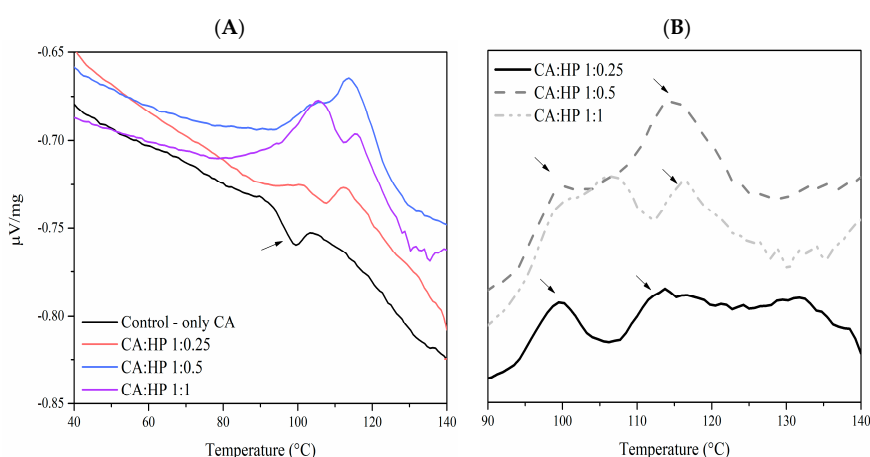 (A)
-0.65
-0.70
-0.75
-0.80
-0.85
μV/mg
Control - only CA
CA:HP 1:0.25
CA:HP 1:0.5
CA:HP 1:1
40 60 80 100 120 140
Temperature (°C)
(B)
CA:HP 1:0.25
CA:HP 1:0.5
CA:HP 1:1
90 100 110 120 130 140
Temperature (°C)